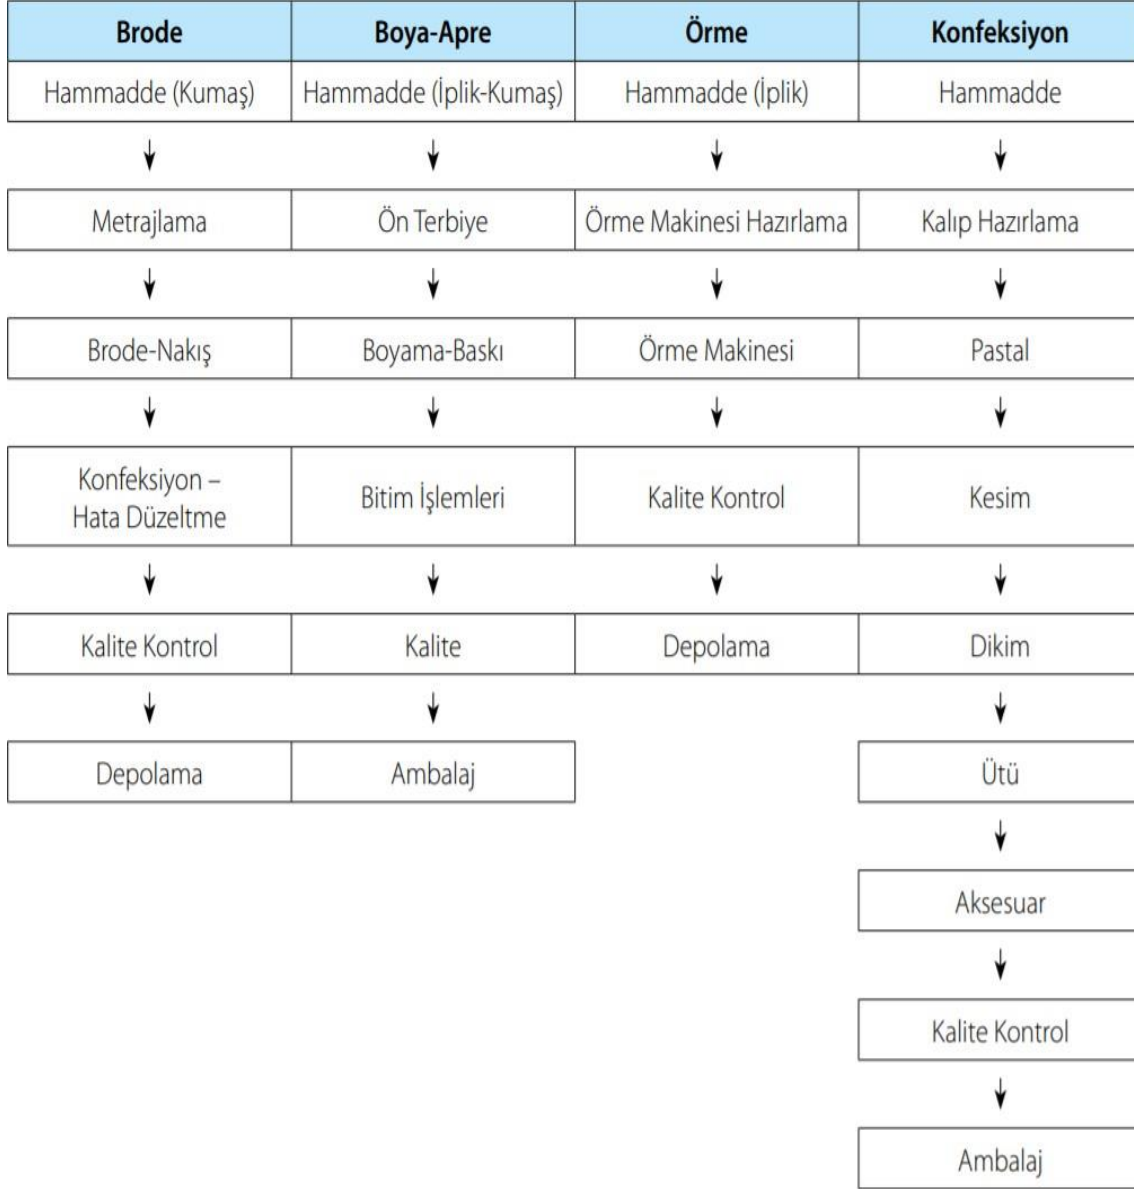 Brode Boya-Apre Örme Konfeksiyon
Hammadde (Kumaş) Hammadde (İplik-Kumaş) Hammadde (İplik) Hammadde
Metrajlama Ön Terbiye Örme Makinesi Hazırlama Kalıp Hazırlama
Brode-Nakış Boyama-Baskı Örme Makinesi Pastal
Konfeksiyon –
Hata Düzeltme Bitim İşlemleri Kalite Kontrol Kesim
Kalite Kontrol Kalite Depolama Dikim
Depolama Ambalaj Ütü
Aksesuar
Kalite Kontrol
Ambalaj